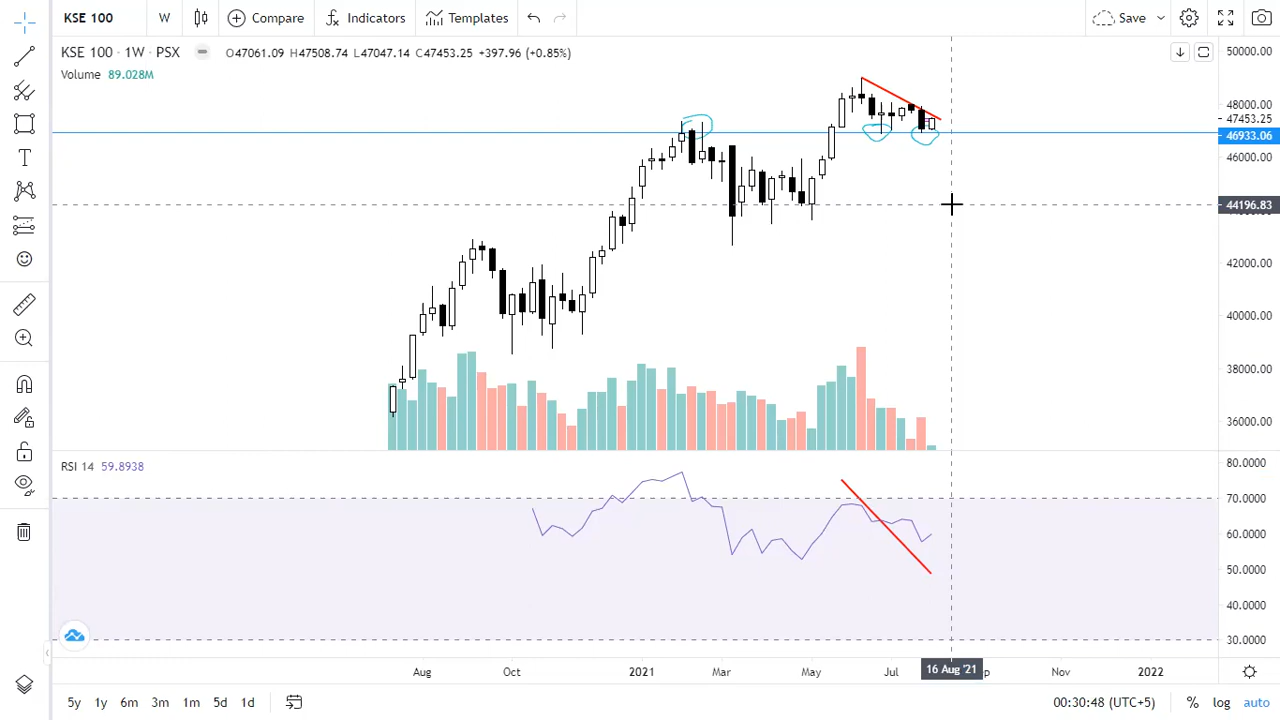 KSE 100 W Compare Indicators Templates Save
KSE 100 · 1W · PSX O47061.09 H47508.74 L47047.14 C47453.25 +397.96 (+0.85%)
Volume 89.028M
50000.00
48000.00
47453.25
46933.06
46000.00
44196.83
42000.00
40000.00
38000.00
36000.00
RSI 14 59.8938
80.0000
70.0000
60.0000
50.0000
40.0000
30.0000
Aug Oct 2021 Mar May Jul 16 Aug '21 Nov 2022
5y 1y 6m 3m 1m 5d 1d 00:30:48 (UTC+5) % log auto